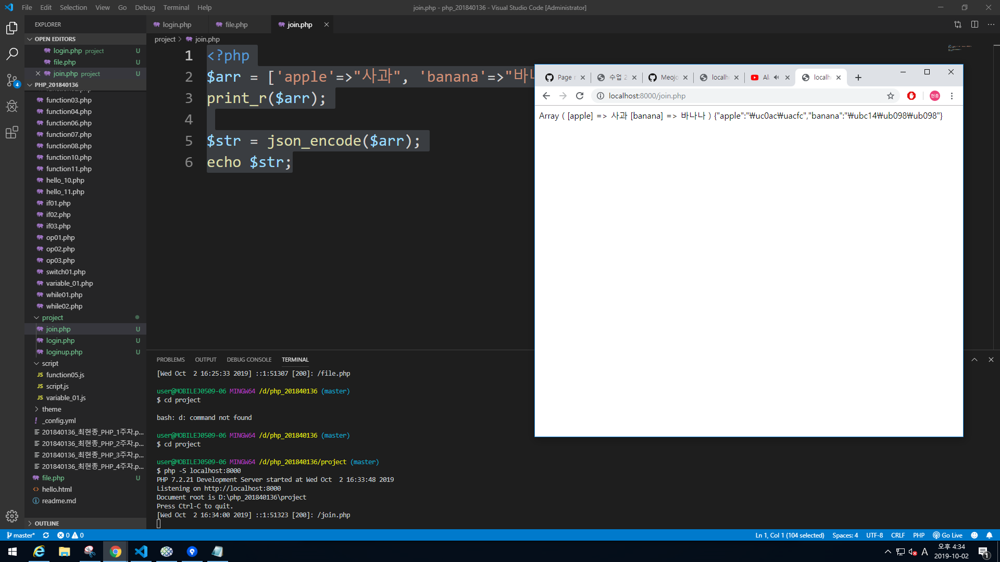 File Edit Selection View Go Debug Terminal Help
join.php - php_201840136 - Visual Studio Code [Administrator]
EXPLORER
OPEN EDITORS
login.php project U
file.php U
join.php project U
PHP_201840136
function03.php
function04.php
function06.php
function07.php
function08.php
function10.php
function11.php
hello_10.php
hello_11.php
if01.php
if02.php
if03.php
op01.php
op02.php
op03.php
switch01.php
variable_01.php
while01.php
while02.php
project
join.php U
login.php U
loginup.php U
script
JS function05.js
JS script.js
JS variable_01.js
theme
! _config.yml
201840136_최현종_PHP_1주차.p...
201840136_최현종_PHP_2주차.p...
201840136_최현종_PHP_3주차.p...
201840136_최현종_PHP_4주차.p...
file.php U
hello.html
readme.md
OUTLINE
4
login.php file.php join.php
project > join.php
1 <?php
2 $arr = ['apple'=>"사과", 'banana'=>"바나
3 print_r($arr);
4
5 $str = json_encode($arr);
6 echo $str;
Page 수업 2 Meojo localh Al localh
localhost:8000/join.php
현종
Array ( [apple] => 사과 [banana] => 바나나 ) {"apple":"₩uc0ac₩uacfc","banana":"₩ubc14₩ub098₩ub098"}
PROBLEMS OUTPUT DEBUG CONSOLE TERMINAL
[Wed Oct  2 16:25:33 2019] ::1:51307 [200]: /file.php
user@MOBILEJ0509-06 MINGW64 /d/php_201840136 (master)
$ cd project
bash: d: command not found
user@MOBILEJ0509-06 MINGW64 /d/php_201840136 (master)
$ cd project
user@MOBILEJ0509-06 MINGW64 /d/php_201840136/project (master)
$ php -S localhost:8000
PHP 7.2.21 Development Server started at Wed Oct  2 16:33:48 2019
Listening on http://localhost:8000
Document root is D:\php_201840136\project
Press Ctrl-C to quit.
[Wed Oct  2 16:34:00 2019] ::1:51323 [200]: /join.php
master* 0 0
Ln 1, Col 1 (104 selected) Spaces: 4 UTF-8 CRLF PHP Go Live
A 오후 4:34
2019-10-02
1